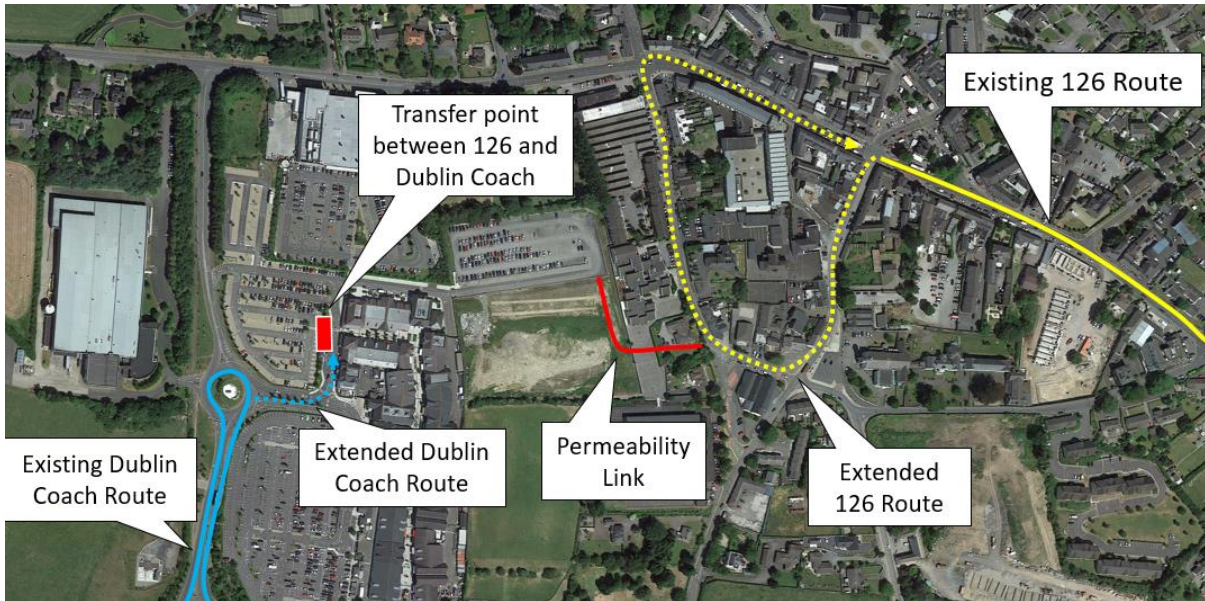 Existing 126 Route
Transfer point
between 126 and
Dublin Coach
Existing Dublin
Coach Route
Extended Dublin
Coach Route
Permeability
Link
Extended
126 Route